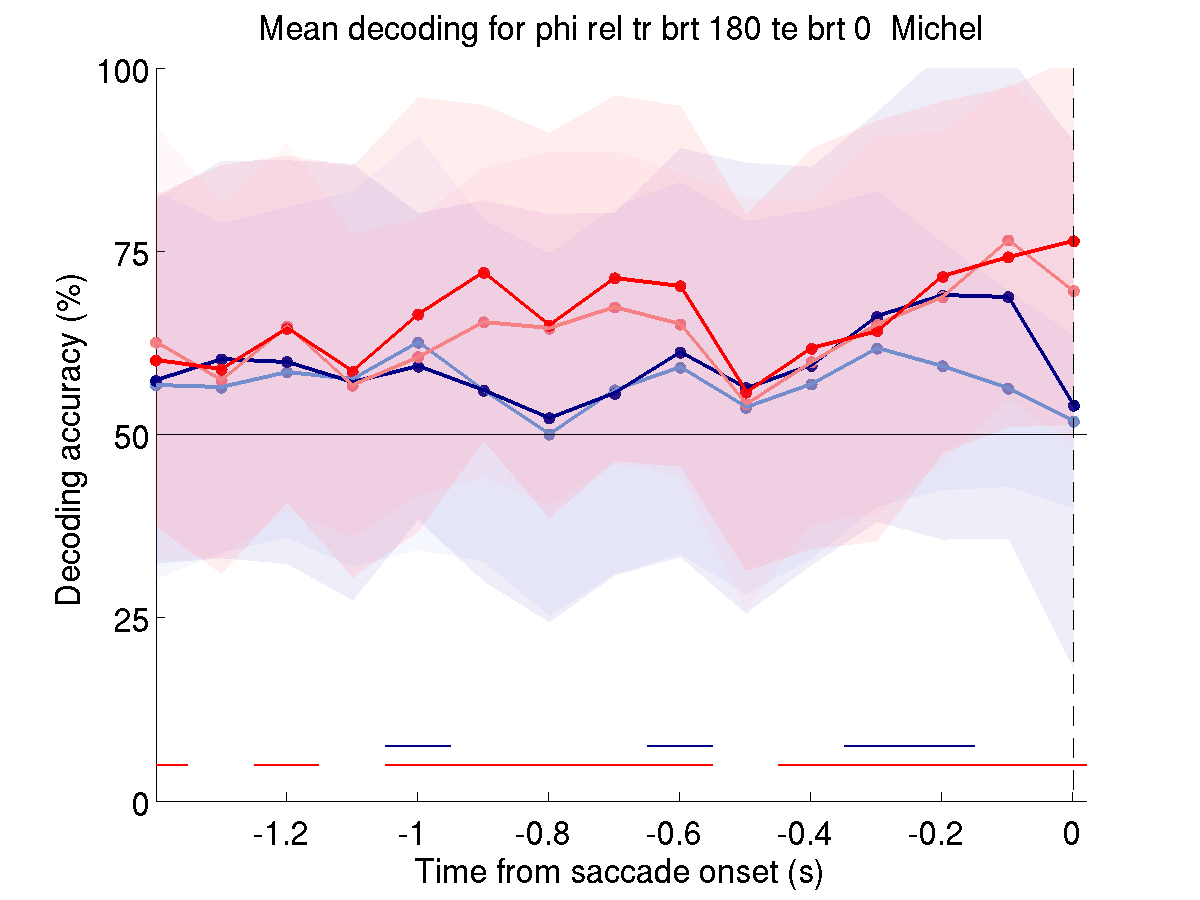 Mean decoding for phi rel tr brt 180 te brt 0  Michel
100
75
50
25
0
Decoding accuracy (%)
-1.2 -1 -0.8 -0.6 -0.4 -0.2 0
Time from saccade onset (s)